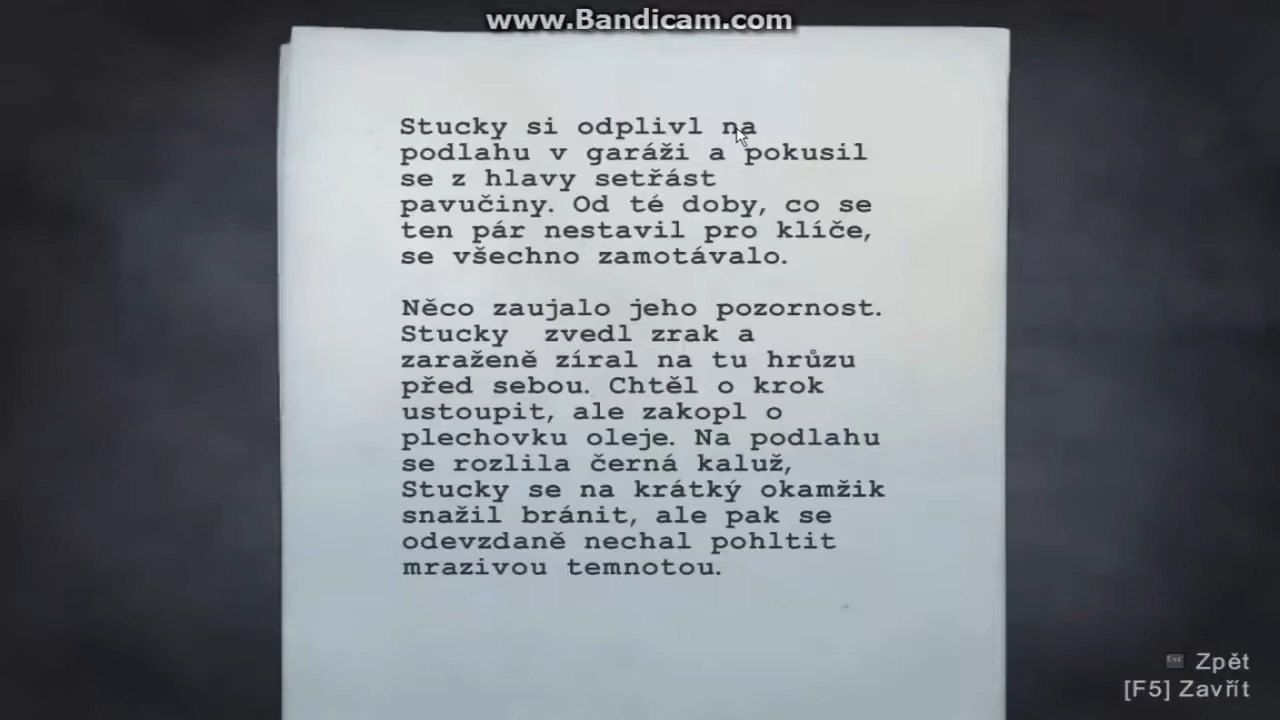 www.Bandicam.com
Stucky si odplivl na
podlahu v garáži a pokusil
se z hlavy setřást
pavučiny. Od té doby, co se
ten pár nestavil pro klíče,
se všechno zamotávalo.
Něco zaujalo jeho pozornost.
Stucky  zvedl zrak a
zaraženě zíral na tu hrůzu
před sebou. Chtěl o krok
ustoupit, ale zakopl o
plechovku oleje. Na podlahu
se rozlila černá kaluž,
Stucky se na krátký okamžik
snažil bránit, ale pak se
odevzdaně nechal pohltit
mrazivou temnotou.
Esc Zpět
[F5] Zavřít